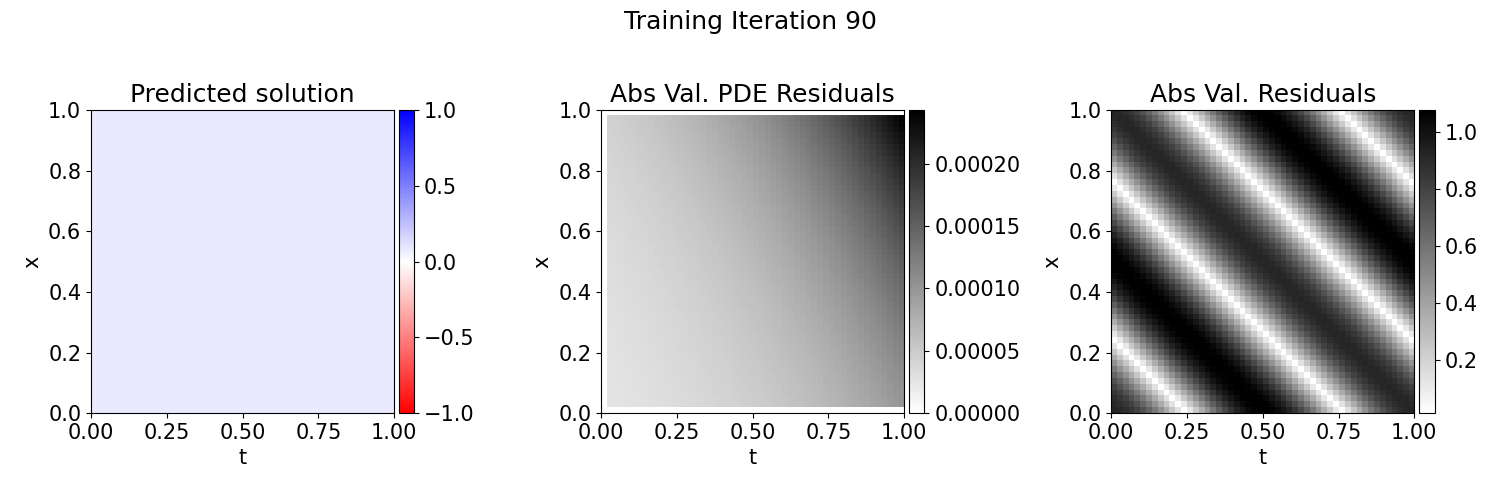 Training Iteration 90
Predicted solution
1.0
0.8
0.6
0.4
0.2
0.0
x
0.00 0.25 0.50 0.75 1.00
t
1.0
0.5
0.0
−0.5
−1.0
Abs Val. PDE Residuals
1.0
0.8
0.6
0.4
0.2
0.0
x
0.00 0.25 0.50 0.75 1.00
t
0.00020
0.00015
0.00010
0.00005
0.00000
Abs Val. Residuals
1.0
0.8
0.6
0.4
0.2
0.0
x
0.00 0.25 0.50 0.75 1.00
t
1.0
0.8
0.6
0.4
0.2